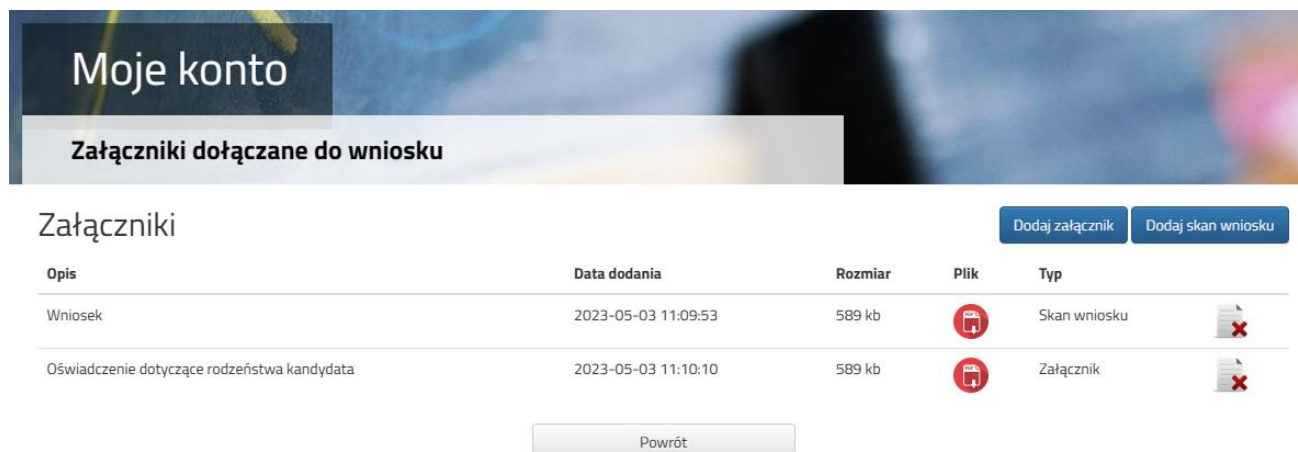 Moje konto
Załączniki dołączane do wniosku
Załączniki
Dodaj załącznik Dodaj skan wniosku
Opis Data dodania Rozmiar Plik Typ
Wniosek 2023-05-03 11:09:53 589 kb Skan wniosku
Oświadczenie dotyczące rodzeństwa kandydata 2023-05-03 11:10:10 589 kb Załącznik
Powrót